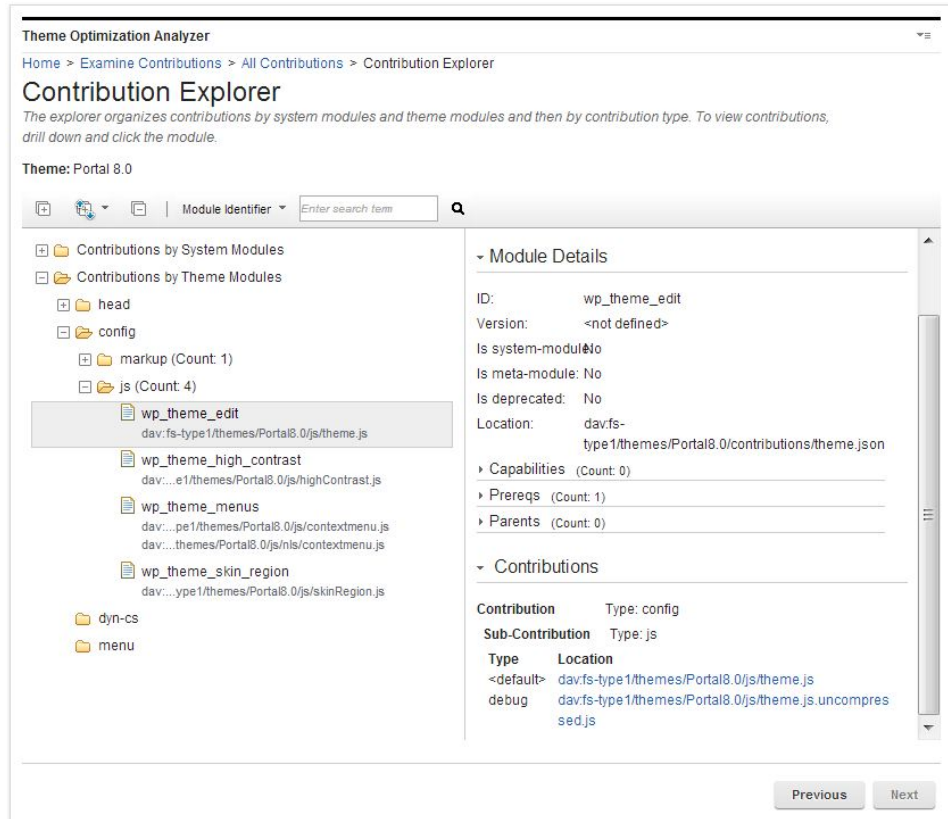 Theme Optimization Analyzer
Home > Examine Contributions > All Contributions > Contribution Explorer
Contribution Explorer
The explorer organizes contributions by system modules and theme modules and then by contribution type. To view contributions,
drill down and click the module.
Theme: Portal 8.0
Module Identifier
Enter search term
Contributions by System Modules
Contributions by Theme Modules
head
config
markup (Count: 1)
js (Count: 4)
wp_theme_edit
dav:fs-type1/themes/Portal8.0/js/theme.js
wp_theme_high_contrast
dav:...e1/themes/Portal8.0/js/highContrast.js
wp_theme_menus
dav:...pe1/themes/Portal8.0/js/contextmenu.js
dav:...themes/Portal8.0/js/nls/contextmenu.js
wp_theme_skin_region
dav:...ype1/themes/Portal8.0/js/skinRegion.js
dyn-cs
menu
Module Details
ID: wp_theme_edit
Version: <not defined>
Is system-module: No
Is meta-module: No
Is deprecated: No
Location: dav:fs-
type1/themes/Portal8.0/contributions/theme.json
Capabilities (Count: 0)
Prereqs (Count: 1)
Parents (Count: 0)
Contributions
Contribution Type: config
Sub-Contribution Type: js
Type Location
<default> dav:fs-type1/themes/Portal8.0/js/theme.js
debug dav:fs-type1/themes/Portal8.0/js/theme.js.uncompres
sed.js
Previous
Next